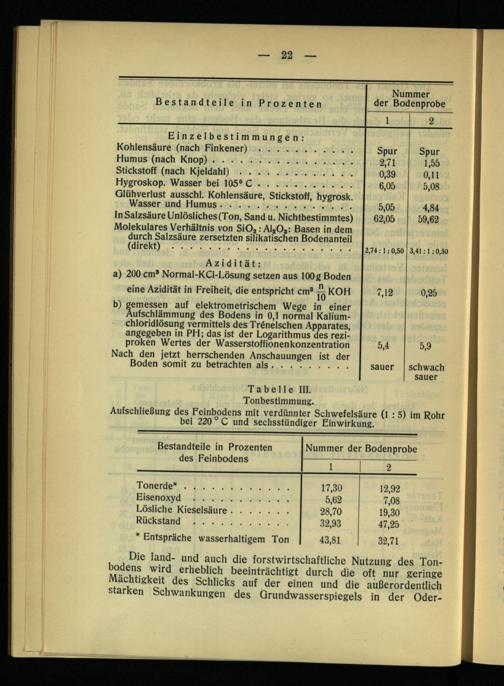 — 22 —
Bestandteile in Prozenten
Nummer
der Bodenprobe
1 2
Einzelbestimmungen:
Kohlensäure (nach Finkener) . . . . . . . . . . . Spur Spur
Humus (nach Knop) . . . . . . . . . . . . . . . . 2,71 1,55
Stickstoff (nach Kjeldahl) . . . . . . . . . . . . . 0,39 0,11
Hygroskop. Wasser bei 105° C . . . . . . . . . . . 6,05 5,08
Glühverlust ausschl. Kohlensäure, Stickstoff, hygrosk.
Wasser und Humus . . . . . . . . . . . . . . . 5,05 4,84
In Salzsäure Unlösliches (Ton, Sand u. Nichtbestimmtes) 62,05 59,62
Molekulares Verhältnis von SiO₂ : Al₂O₃ : Basen in dem
durch Salzsäure zersetzten silikatischen Bodenanteil
(direkt) . . . . . . . . . . . . . . . . . . . . 2,74 : 1 : 0,50 3,41 : 1 : 0,50
Azidität:
a) 200 cm³ Normal-KCl-Lösung setzen aus 100 g Boden
eine Azidität in Freiheit, die entspricht cm³ n/10 KOH 7,12 0,25
b) gemessen auf elektrometrischem Wege in einer
Aufschlämmung des Bodens in 0,1 normal Kalium-
chloridlösung vermittels des Trénelschen Apparates,
angegeben in PH; das ist der Logarithmus des rezi-
proken Wertes der Wasserstoffionenkonzentration 5,4 5,9
Nach den jetzt herrschenden Anschauungen ist der
Boden somit zu betrachten als . . . . . . . . . sauer schwach
sauer
Tabelle III.
Tonbestimmung.
Aufschließung des Feinbodens mit verdünnter Schwefelsäure (1 : 5) im Rohr
bei 220° C und sechsstündiger Einwirkung.
Bestandteile in Prozenten
des Feinbodens
Nummer der Bodenprobe
1 2
Tonerde* . . . . . . . . . . . . 17,30 12,92
Eisenoxyd . . . . . . . . . . . 5,62 7,08
Lösliche Kieselsäure . . . . . . . 28,70 19,30
Rückstand . . . . . . . . . . . 32,93 47,25
* Entspräche wasserhaltigem Ton 43,81 32,71
Die land- und auch die forstwirtschaftliche Nutzung des Ton-
bodens wird erheblich beeinträchtigt durch die oft nur geringe
Mächtigkeit des Schlicks auf der einen und die außerordentlich
starken Schwankungen des Grundwasserspiegels in der Oder-